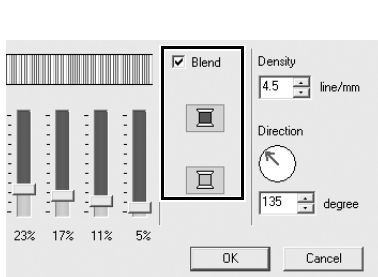 Blend
Density
4.5 line/mm
Direction
135 degree
23% 17% 11% 5%
OK Cancel